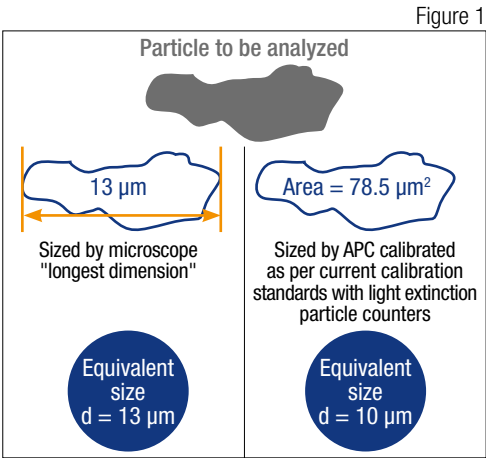 Figure 1
Particle to be analyzed
13 µm
Sized by microscope
"longest dimension"
Equivalent
size
d = 13 µm
Area = 78.5 µm²
Sized by APC calibrated
as per current calibration
standards with light extinction
particle counters
Equivalent
size
d = 10 µm